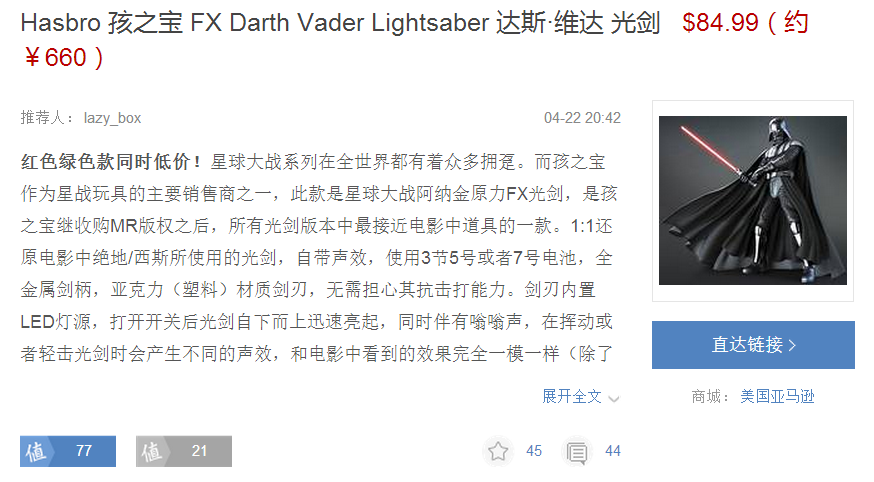 Hasbro 孩之宝 FX Darth Vader Lightsaber 达斯·维达 光剑 $84.99（约
￥660）
推荐人： lazy_box
04-22 20:42
红色绿色款同时低价！星球大战系列在全世界都有着众多拥趸。而孩之宝
作为星战玩具的主要销售商之一，此款是星球大战阿纳金原力FX光剑，是孩
之宝继收购MR版权之后，所有光剑版本中最接近电影中道具的一款。1:1还
原电影中绝地/西斯所使用的光剑，自带声效，使用3节5号或者7号电池，全
金属剑柄，亚克力（塑料）材质剑刃，无需担心其抗击打能力。剑刃内置
LED灯源，打开开关后光剑自下而上迅速亮起，同时伴有嗡嗡声，在挥动或
者轻击光剑时会产生不同的声效，和电影中看到的效果完全一模一样（除了
展开全文
直达链接
商城： 美国亚马逊
值 77
值 21
45
44